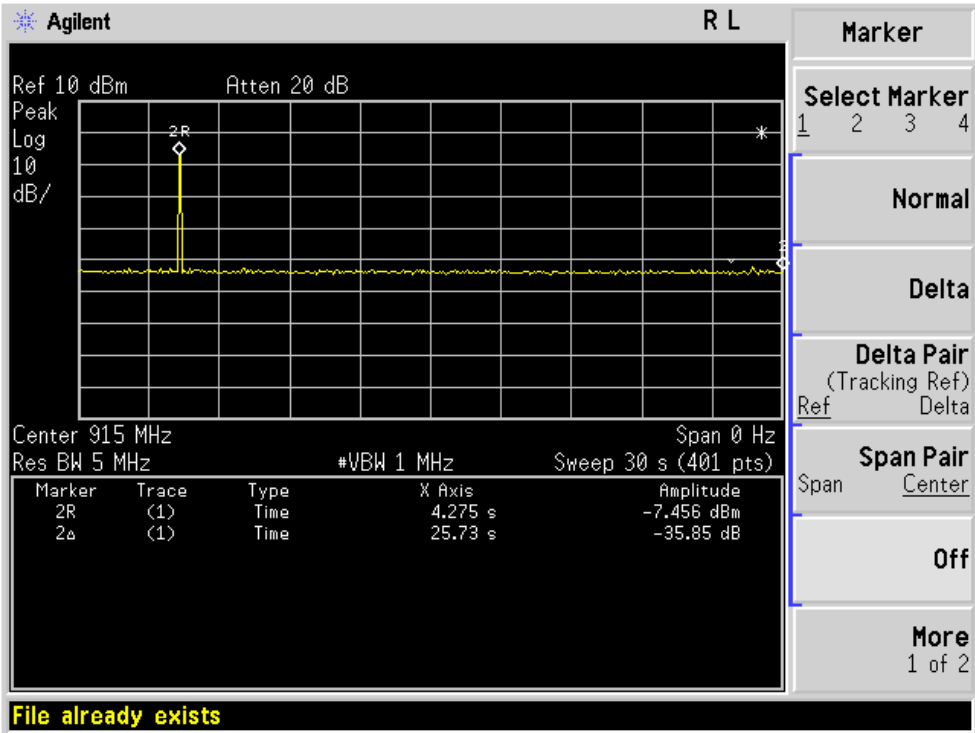 Agilent
R L
Ref 10 dBm Atten 20 dB
Peak
Log
10
dB/
2R
*
Center 915 MHz Span 0 Hz
Res BW 5 MHz #VBW 1 MHz Sweep 30 s (401 pts)
Marker Trace Type X Axis Amplitude
2R (1) Time 4.275 s -7.456 dBm
2Δ (1) Time 25.73 s -35.85 dB
File already exists
Marker
Select Marker
1 2 3 4
Normal
Delta
Delta Pair
(Tracking Ref)
Ref Delta
Span Pair
Span Center
Off
More
1 of 2